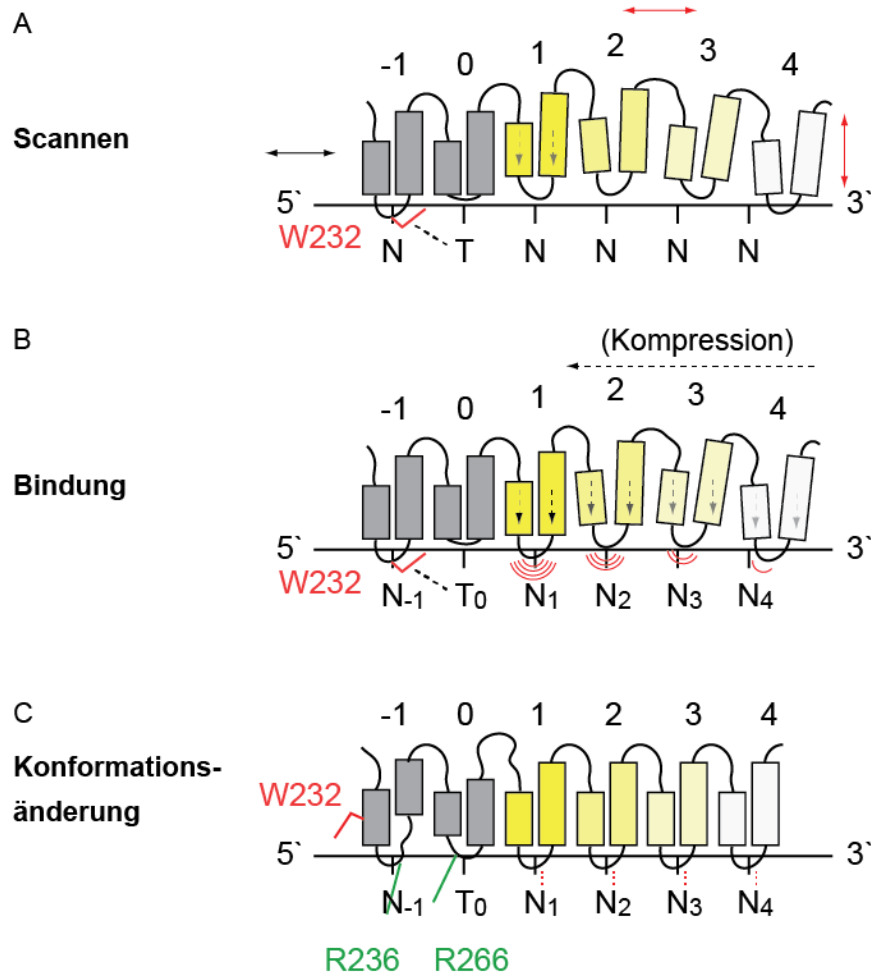 A
-1 0 1 2 3 4
Scannen
5` 3`
W232
N T N N N N
B
(Kompression)
-1 0 1 2 3 4
Bindung
5` 3`
W232
N-1 T0 N1 N2 N3 N4
C
-1 0 1 2 3 4
Konformations-
änderung
W232
5` 3`
N-1 T0 N1 N2 N3 N4
R236 R266